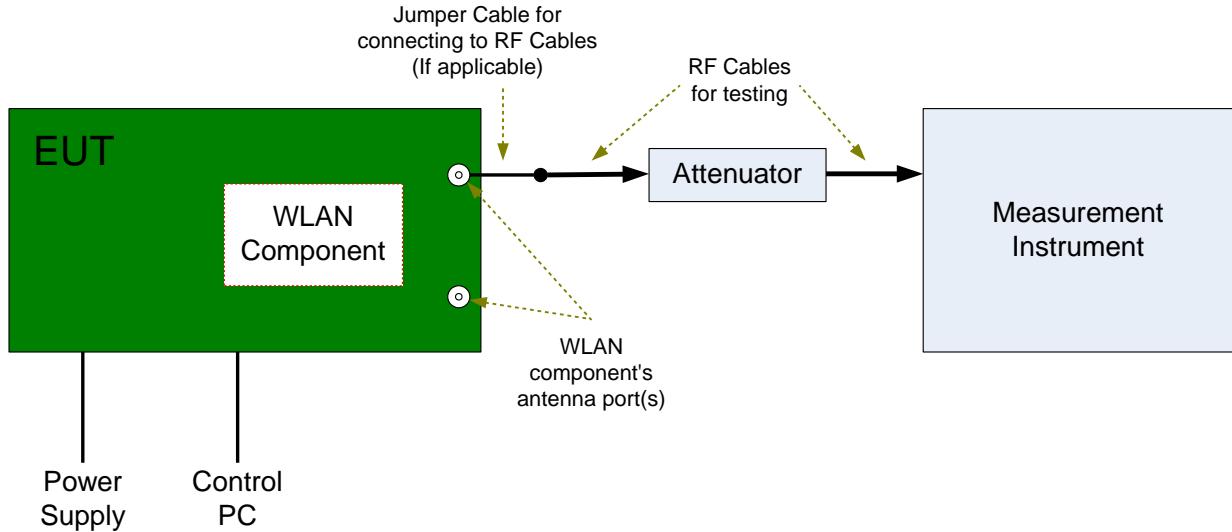 Jumper Cable for
connecting to RF Cables
(If applicable)
RF Cables
for testing
EUT
WLAN
Component
Attenuator
Measurement
Instrument
WLAN
component's
antenna port(s)
Power
Supply
Control
PC